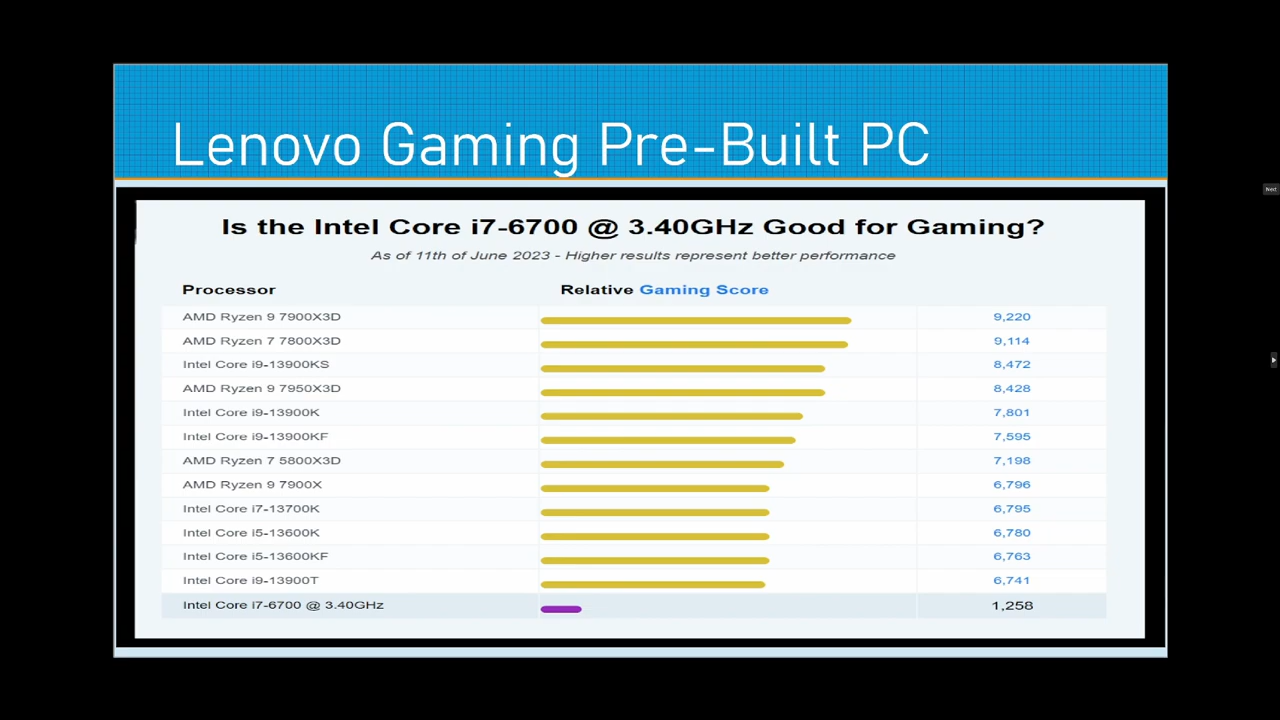 Lenovo Gaming Pre-Built PC
Next
Is the Intel Core i7-6700 @ 3.40GHz Good for Gaming?
As of 11th of June 2023 - Higher results represent better performance
Processor Relative Gaming Score
AMD Ryzen 9 7900X3D 9,220
AMD Ryzen 7 7800X3D 9,114
Intel Core i9-13900KS 8,472
AMD Ryzen 9 7950X3D 8,428
Intel Core i9-13900K 7,801
Intel Core i9-13900KF 7,595
AMD Ryzen 7 5800X3D 7,198
AMD Ryzen 9 7900X 6,796
Intel Core i7-13700K 6,795
Intel Core i5-13600K 6,780
Intel Core i5-13600KF 6,763
Intel Core i9-13900T 6,741
Intel Core i7-6700 @ 3.40GHz 1,258